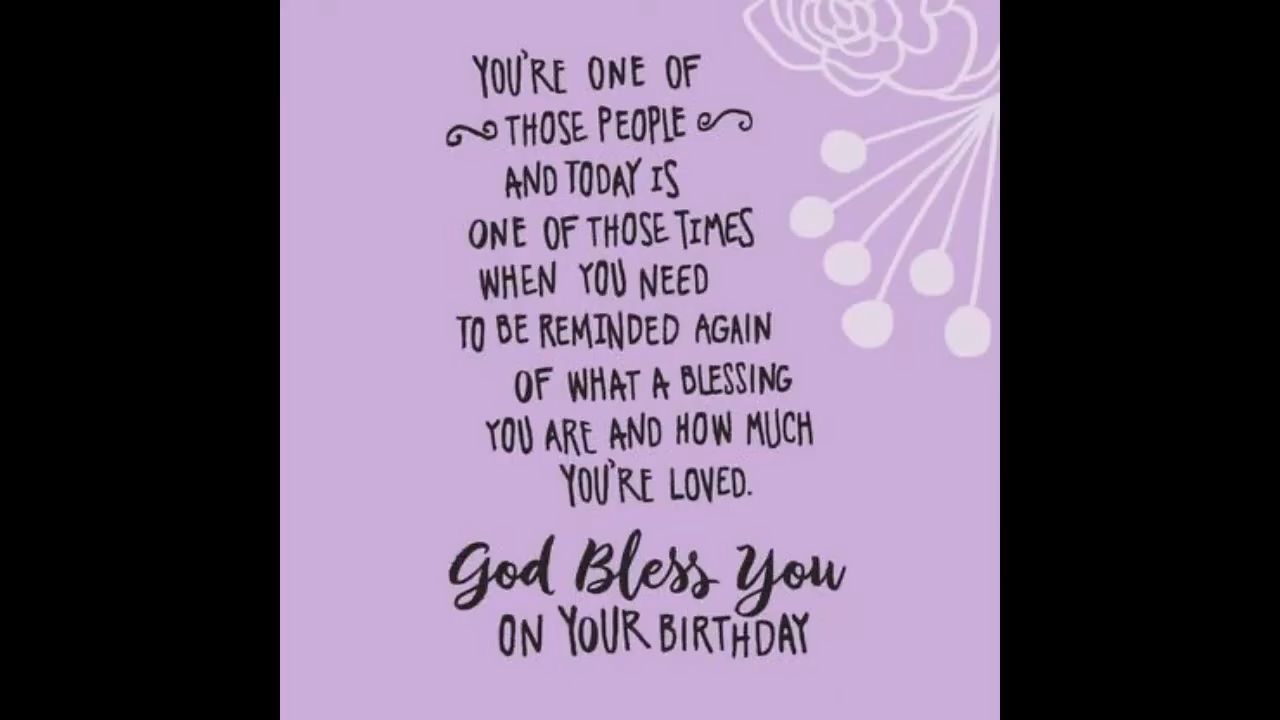 YOU'RE ONE OF
THOSE PEOPLE
AND TODAY IS
ONE OF THOSE TIMES
WHEN YOU NEED
TO BE REMINDED AGAIN
OF WHAT A BLESSING
YOU ARE AND HOW MUCH
YOU'RE LOVED.
God Bless You
ON YOUR BIRTHDAY